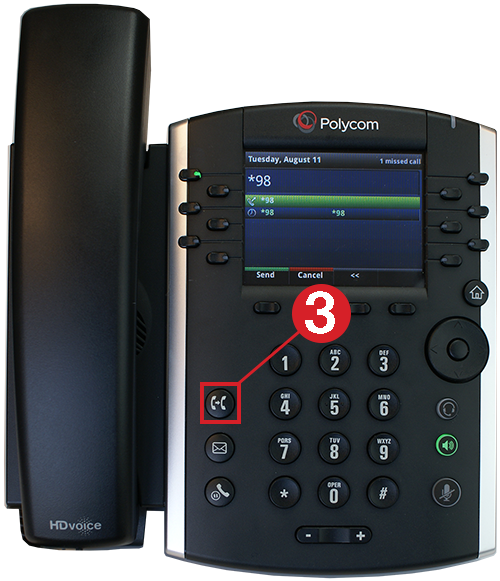 Polycom
Tuesday, August 11 1 missed call
*98
*98
*98 *98
Send Cancel <<
3
1 ABC 2 DEF 3
GHI 4 JKL 5 MNO 6
PQRS 7 TUV 8 WXYZ 9
* OPER 0 #
- +
HDvoice